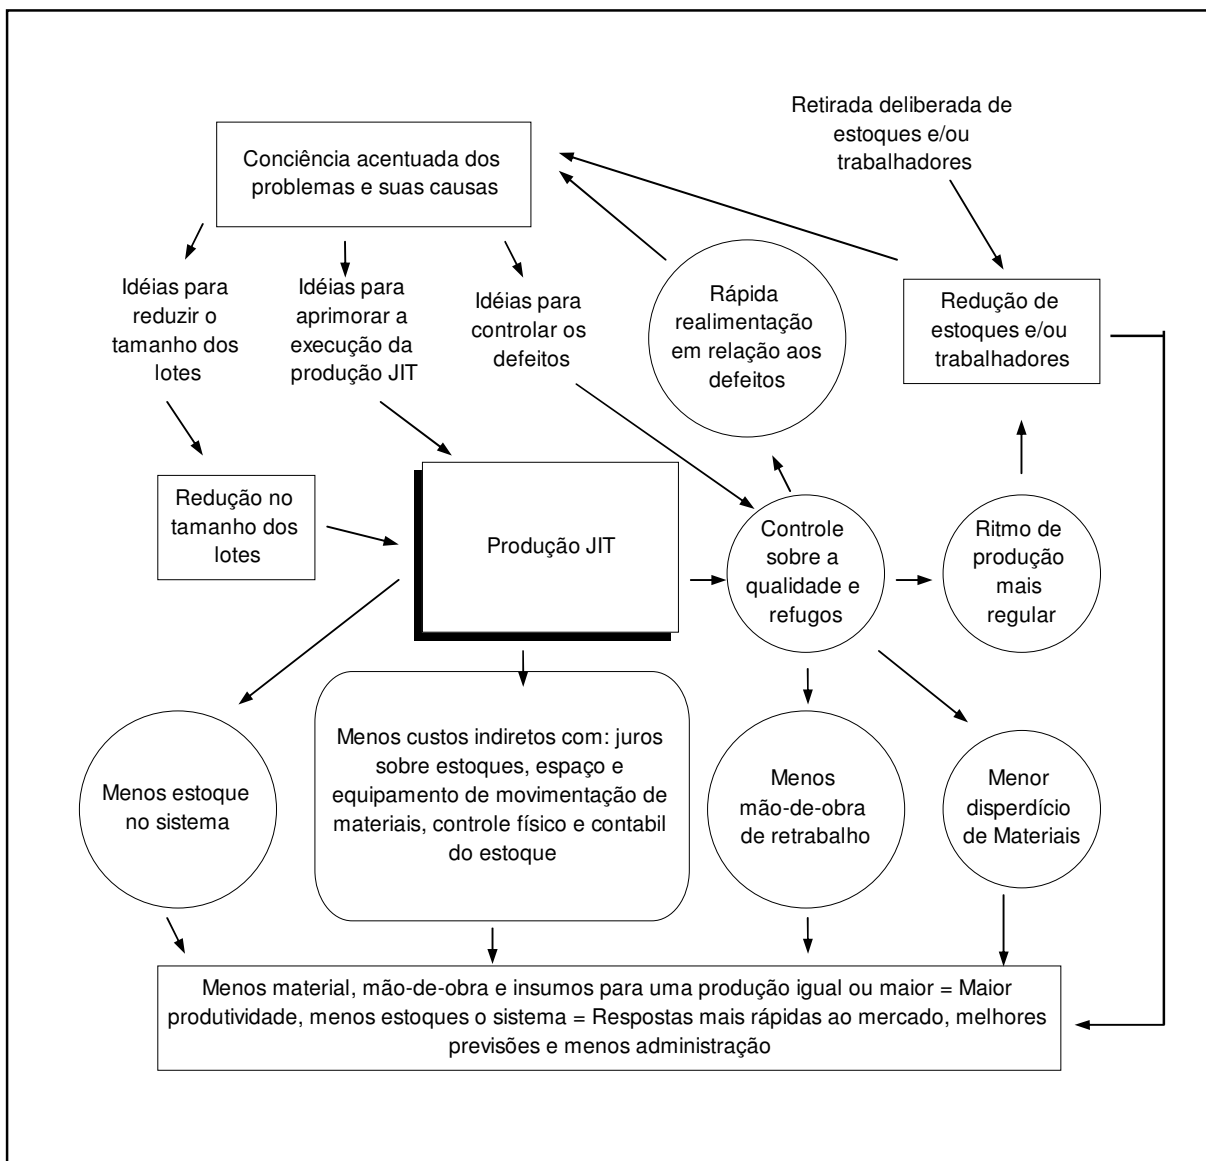 Retirada deliberada de
estoques e/ou
trabalhadores
Conciência acentuada dos
problemas e suas causas
Idéias para
reduzir o
tamanho dos
lotes
Idéias para
aprimorar a
execução da
produção JIT
Idéias para
controlar os
defeitos
Rápida
realimentação
em relação aos
defeitos
Redução de
estoques e/ou
trabalhadores
Redução no
tamanho dos
lotes
Produção JIT
Controle
sobre a
qualidade e
refugos
Ritmo de
produção
mais
regular
Menos estoque
no sistema
Menos custos indiretos com: juros
sobre estoques, espaço e
equipamento de movimentação de
materiais, controle físico e contabil
do estoque
Menos
mão-de-obra
de retrabalho
Menor
disperdício
de Materiais
Menos material, mão-de-obra e insumos para uma produção igual ou maior = Maior
produtividade, menos estoques o sistema = Respostas mais rápidas ao mercado, melhores
previsões e menos administração